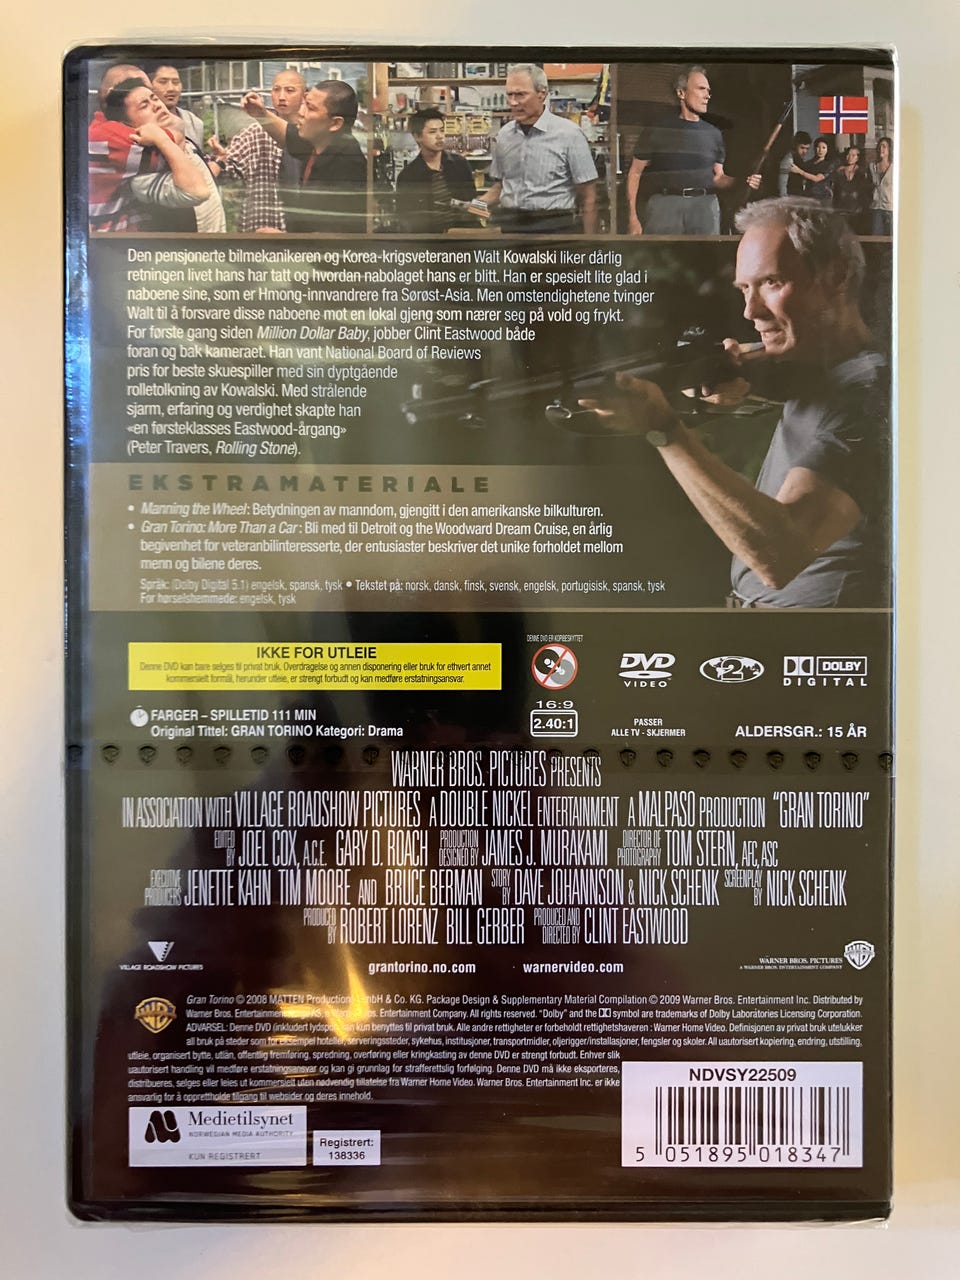 Den pensjonerte bilmekanikeren og Korea-krigsveteranen Walt Kowalski liker dårlig
retningen livet hans har tatt og hvordan nabolaget hans er blitt. Han er spesielt lite glad i
naboene sine, som er Hmong-innvandrere fra Sørøst-Asia. Men omstendighetene tvinger
Walt til å forsvare disse naboene mot en lokal gjeng som nærer seg på vold og frykt.
For første gang siden Million Dollar Baby, jobber Clint Eastwood både
foran og bak kameraet. Han vant National Board of Reviews
pris for beste skuespiller med sin dyptgående
rolletolkning av Kowalski. Med strålende
sjarm, erfaring og verdighet skapte han
«en førsteklasses Eastwood-årgang»
(Peter Travers, Rolling Stone).
EKSTRAMATERIALE
• Manning the Wheel: Betydningen av manndom, gjengitt i den amerikanske bilkulturen.
• Gran Torino: More Than a Car: Bli med til Detroit og the Woodward Dream Cruise, en årlig
begivenhet for veteranbilinteresserte, der entusiaster beskriver det unike forholdet mellom
menn og bilene deres.
Språk: (Dolby Digital 5.1) engelsk, spansk, tysk • Tekstet på: norsk, dansk, finsk, svensk, engelsk, portugisisk, spansk, tysk
For hørselshemmede: engelsk, tysk
IKKE FOR UTLEIE
Denne DVD kan bare selges til privat bruk. Overdragelse og annen disponering eller bruk for ethvert annet
kommersielt formål, herunder utleie, er strengt forbudt og kan medføre erstatningsansvar.
DENNE DVD ER KOPIBESKYTTET
DVD
VIDEO
2
DOLBY
DIGITAL
FARGER – SPILLETID 111 MIN
Original Tittel: GRAN TORINO Kategori: Drama
16:9
2.40:1
PASSER
ALLE TV - SKJERMER
ALDERSGR.: 15 ÅR
WARNER BROS. PICTURES PRESENTS
IN ASSOCIATION WITH VILLAGE ROADSHOW PICTURES A DOUBLE NICKEL ENTERTAINMENT A MALPASO PRODUCTION "GRAN TORINO"
EDITED BY JOEL COX, A.C.E. GARY D. ROACH PRODUCTION DESIGNED BY JAMES J. MURAKAMI DIRECTOR OF PHOTOGRAPHY TOM STERN, AFC, ASC
EXECUTIVE PRODUCERS JENETTE KAHN TIM MOORE AND BRUCE BERMAN STORY BY DAVE JOHANNSON & NICK SCHENK SCREENPLAY BY NICK SCHENK
PRODUCED BY ROBERT LORENZ BILL GERBER PRODUCED AND DIRECTED BY CLINT EASTWOOD
VILLAGE ROADSHOW PICTURES
grantorino.no.com
warnervideo.com
WARNER BROS. PICTURES
A WARNER BROS. ENTERTAINMENT COMPANY
Gran Torino © 2008 MATTEN Productions GmbH & Co. KG. Package Design & Supplementary Material Compilation © 2009 Warner Bros. Entertainment Inc. Distributed by
Warner Bros. Entertainment Entertainment Company. All rights reserved. "Dolby" and the symbol are trademarks of Dolby Laboratories Licensing Corporation.
ADVARSEL: Denne DVD (inkludert lydspor) kan kun benyttes til privat bruk. Alle andre rettigheter er forbeholdt rettighetshaveren : Warner Home Video. Definisjonen av privat bruk utelukker
all bruk på steder som for eksempel hoteller, serveringssteder, sykehus, institusjoner, transportmidler, oljerigger/installasjoner, fengsler og skoler. All uautorisert kopiering, endring, utstilling,
utleie, organisert bytte, utlån, offentlig fremføring, spredning, overføring eller kringkasting av denne DVD er strengt forbudt. Enhver slik
uautorisert handling vil medføre erstatningsansvar og kan gi grunnlag for strafferettslig forfølging. Denne DVD må ikke eksporteres,
distribueres, selges eller leies ut kommersielt uten nødvendig tillatelse fra Warner Home Video. Warner Bros. Entertainment Inc. er ikke
ansvarlig for å opprettholde tilgang til websider og deres innehold.
Medietilsynet
NORWEGIAN MEDIA AUTHORITY
KUN REGISTRERT
Registrert:
138336
NDVSY22509
5 051895 018347